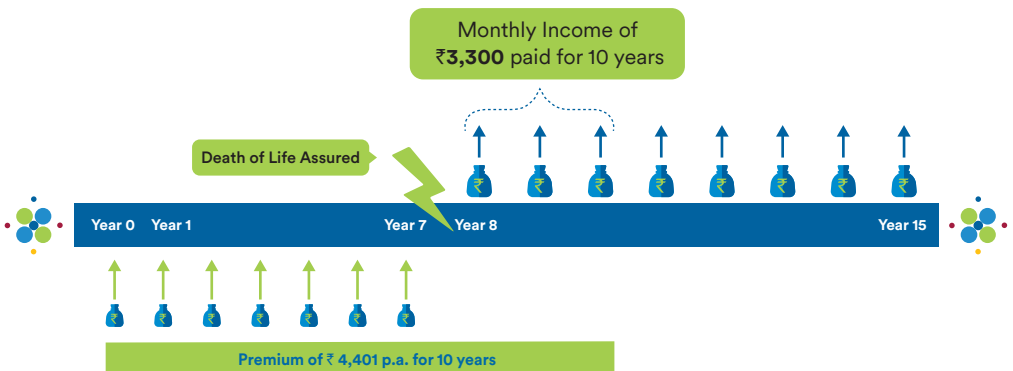 Monthly Income of
₹3,300 paid for 10 years
Death of Life Assured
Year 0 Year 1 Year 7 Year 8 Year 15
Premium of ₹ 4,401 p.a. for 10 years